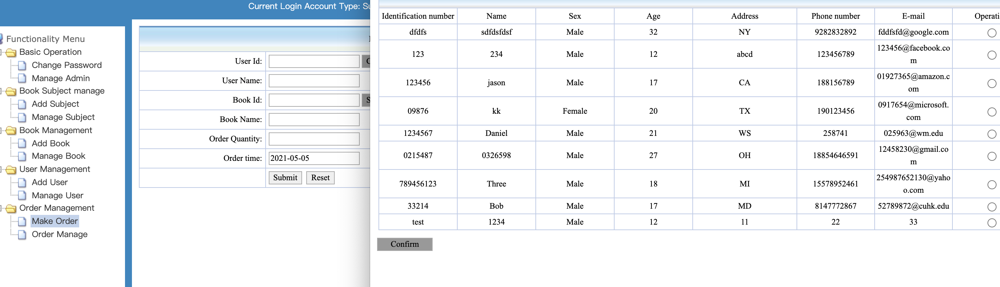 Current Login Account Type:
Functionality Menu
Basic Operation
Change Password
Manage Admin
Book Subject manage
Add Subject
Manage Subject
Book Management
Add Book
Manage Book
User Management
Add User
Manage User
Order Management
Make Order
Order Manage
User Id:
User Name:
Book Id:
Book Name:
Order Quantity:
Order time: 2021-05-05
Submit Reset
Identification number Name Sex Age Address Phone number E-mail Operati
dfdfs sdfdsfdsf Male 32 NY 9282832892 fddfsfd@google.com
123 234 Male 12 abcd 123456789 123456@facebook.co
m
123456 jason Male 17 CA 188156789 01927365@amazon.c
om
09876 kk Female 20 TX 190123456 0917654@microsoft.
com
1234567 Daniel Male 21 WS 258741 025963@wm.edu
0215487 0326598 Male 27 OH 18854646591 12458230@gmail.co
m
789456123 Three Male 18 MI 15578952461 254987652130@yaho
o.com
33214 Bob Male 17 MD 8147772867 52789872@cuhk.edu
test 1234 Male 12 11 22 33
Confirm